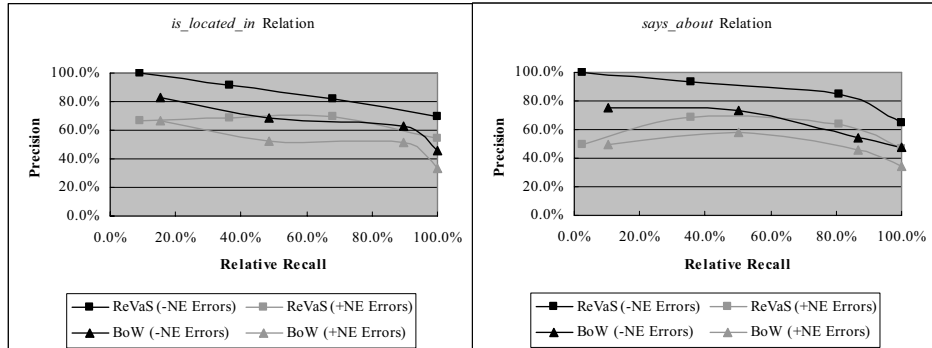 is_located_in Relation
100.0%
80.0%
60.0%
40.0%
20.0%
0.0%
Precision
0.0% 20.0% 40.0% 60.0% 80.0% 100.0%
Relative Recall
ReVaS (-NE Errors) ReVaS (+NE Errors)
BoW (-NE Errors) BoW (+NE Errors)
says_about Relation
100.0%
80.0%
60.0%
40.0%
20.0%
0.0%
Precision
0.0% 20.0% 40.0% 60.0% 80.0% 100.0%
Relative Recall
ReVaS (-NE Errors) ReVaS (+NE Errors)
BoW (-NE Errors) BoW (+NE Errors)